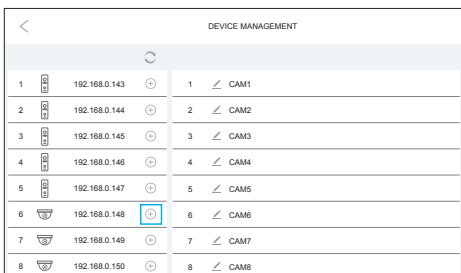 DEVICE MANAGEMENT
1 192.168.0.143 1 CAM1
2 192.168.0.144 2 CAM2
3 192.168.0.145 3 CAM3
4 192.168.0.146 4 CAM4
5 192.168.0.147 5 CAM5
6 192.168.0.148 6 CAM6
7 192.168.0.149 7 CAM7
8 192.168.0.150 8 CAM8